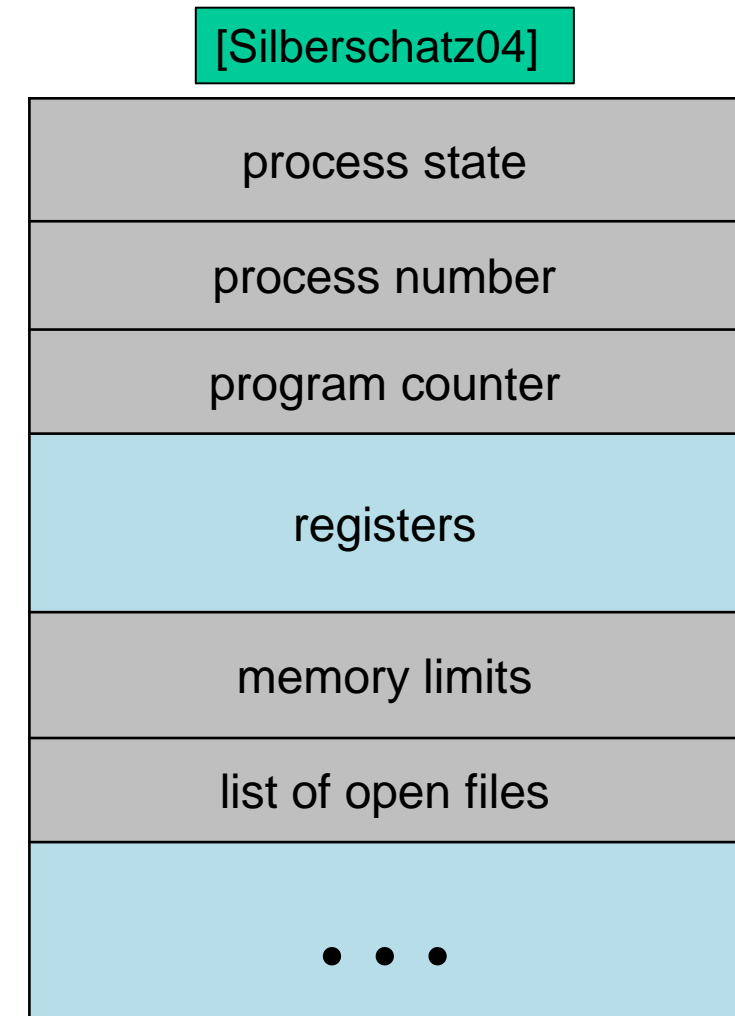 [Silberschatz04]
process state
process number
program counter
registers
memory limits
list of open files
• • •